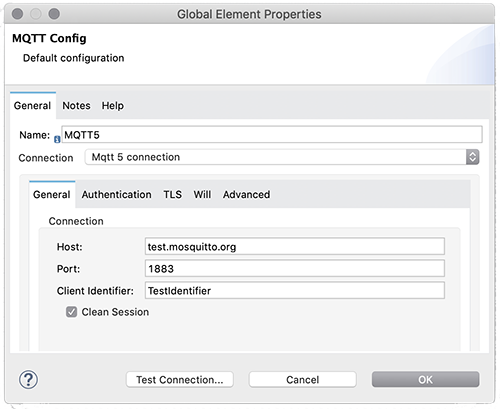 Global Element Properties
MQTT Config
Default configuration
General Notes Help
Name: MQTT5
Connection Mqtt 5 connection
General Authentication TLS Will Advanced
Connection
Host: test.mosquitto.org
Port: 1883
Client Identifier: TestIdentifier
Clean Session
? Test Connection... Cancel OK